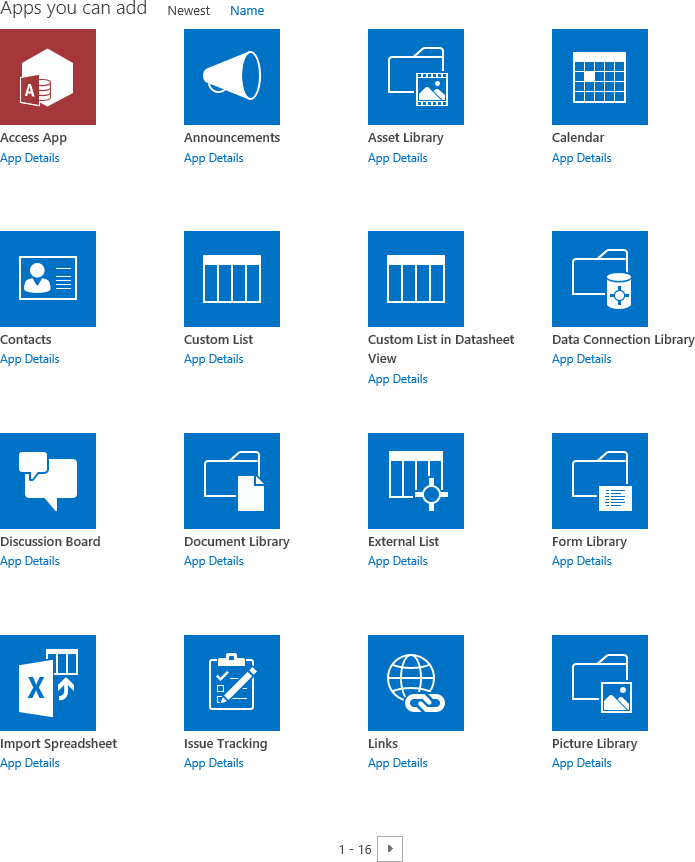 Apps you can add Newest Name
Access App Announcements Asset Library Calendar
App Details App Details App Details App Details
Contacts Custom List Custom List in Datasheet Data Connection Library
View
App Details App Details App Details
App Details
Discussion Board Document Library External List Form Library
App Details App Details App Details App Details
Import Spreadsheet Issue Tracking Links Picture Library
App Details App Details App Details App Details
1 - 16